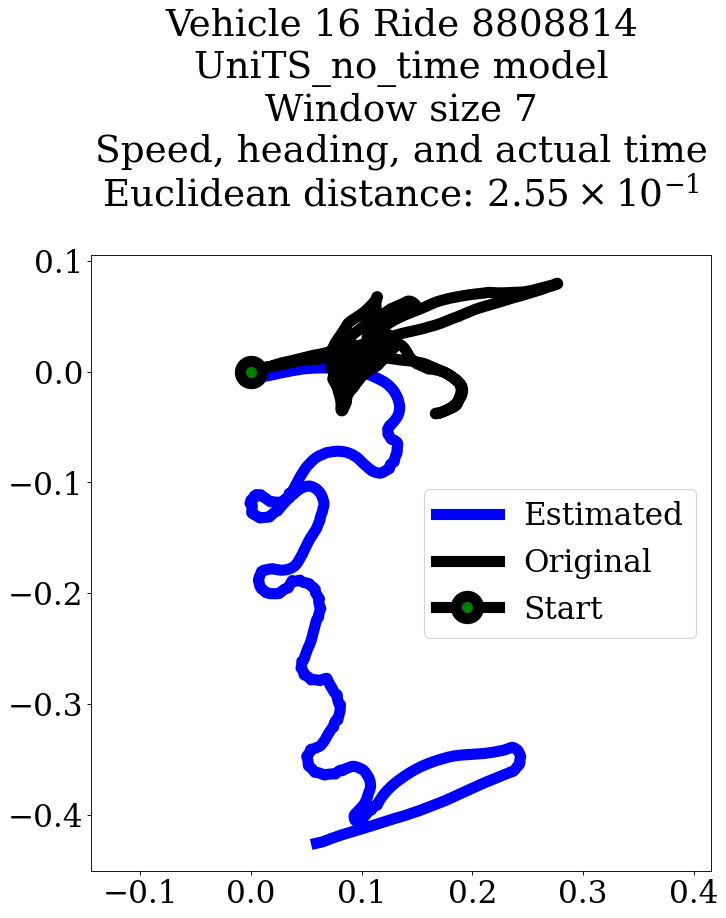 Vehicle 16 Ride 8808814
UniTS_no_time model
Window size 7
Speed, heading, and actual time
Euclidean distance: 2.55 × 10⁻¹
0.1
0.0
−0.1
−0.2
−0.3
−0.4
Estimated
Original
Start
−0.1 0.0 0.1 0.2 0.3 0.4